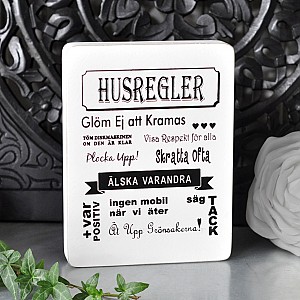 HUSREGLER
Glöm Ej att Kramas
TÖM DISKMASKINEN
OM DEN ÄR KLAR
Visa Respekt för alla
Plocka Upp!
Skratta Ofta
ÄLSKA VARANDRA
+var
POSITIV
ingen mobil
när vi äter
säg
TACK
Ät Upp Grönsakerna!